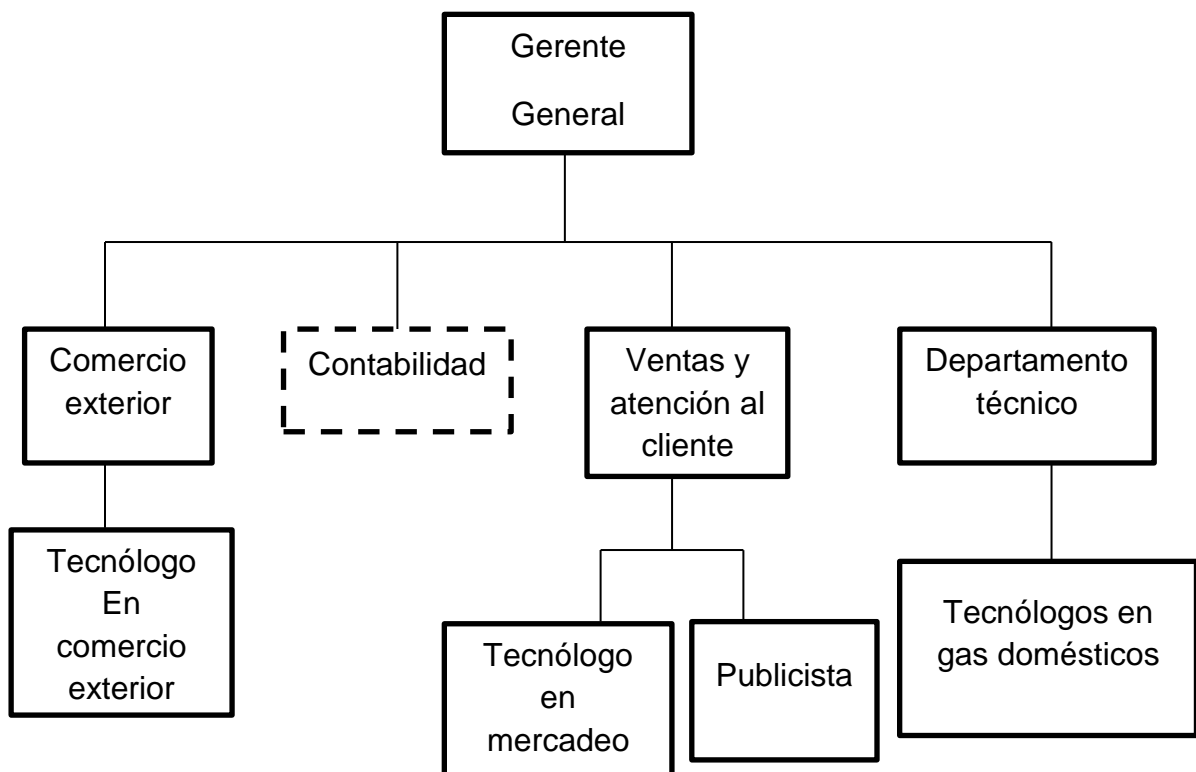 Gerente
General
Comercio
exterior
Contabilidad
Ventas y
atención al
cliente
Departamento
técnico
Tecnólogo
En
comercio
exterior
Tecnólogo
en
mercadeo
Publicista
Tecnólogos en
gas domésticos